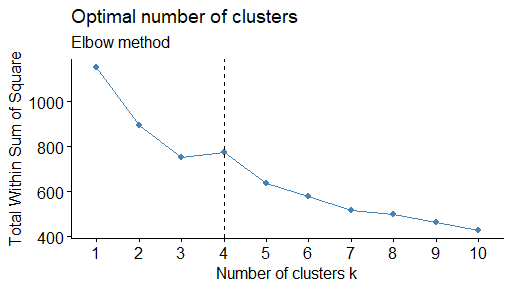 Optimal number of clusters
Elbow method
Total Within Sum of Square
1000
800
600
400
1 2 3 4 5 6 7 8 9 10
Number of clusters k